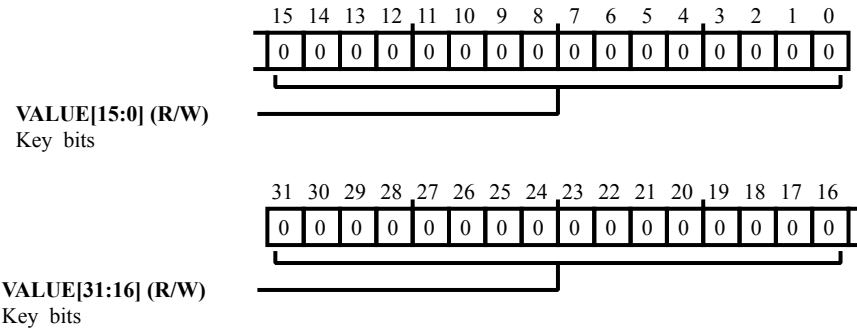 15 14 13 12 11 10 9 8 7 6 5 4 3 2 1 0
0 0 0 0 0 0 0 0 0 0 0 0 0 0 0 0
VALUE[15:0] (R/W)
Key bits
31 30 29 28 27 26 25 24 23 22 21 20 19 18 17 16
0 0 0 0 0 0 0 0 0 0 0 0 0 0 0 0
VALUE[31:16] (R/W)
Key bits